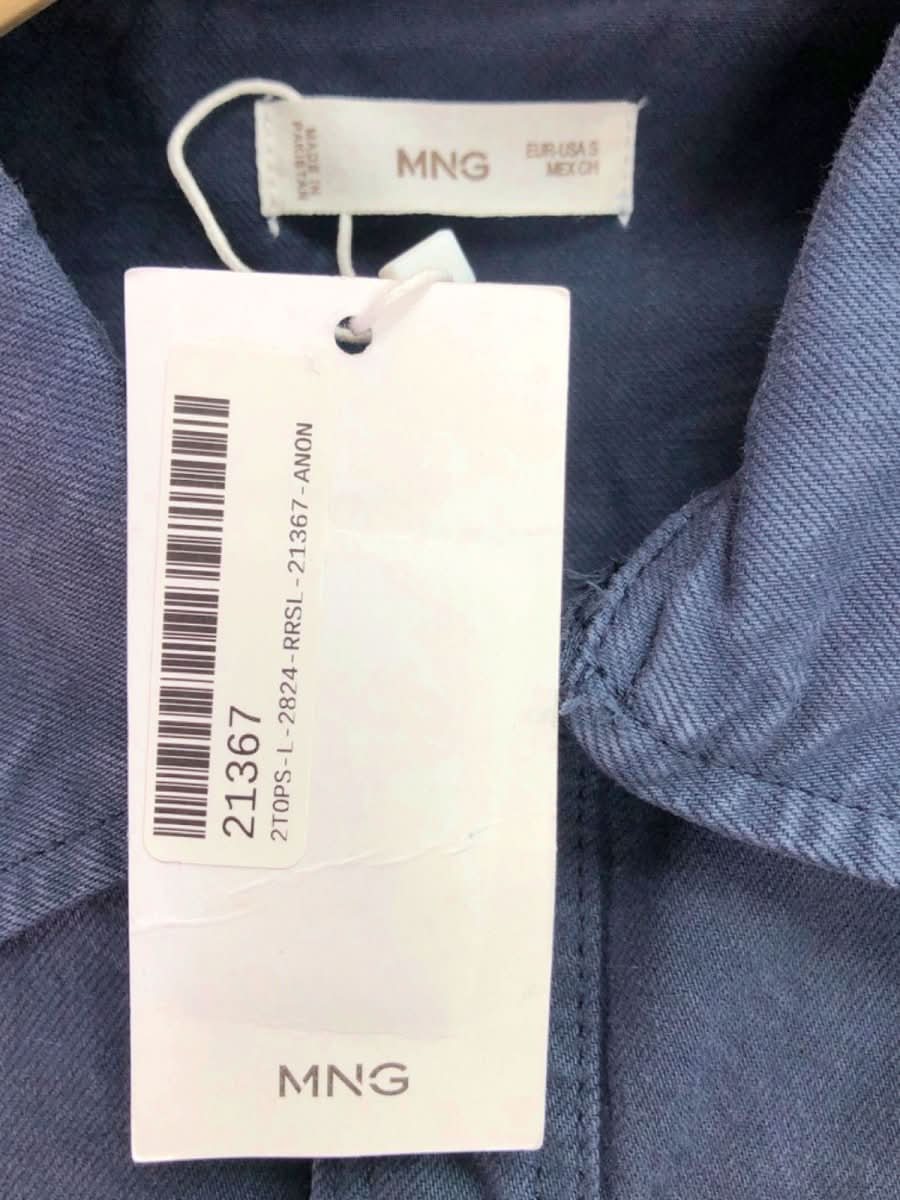 MADE IN
PAKISTAN
MNG
EUR-USA S
MEX CH
21367
2TOPS-L-2824-RRSL-21367-ANON
MNG